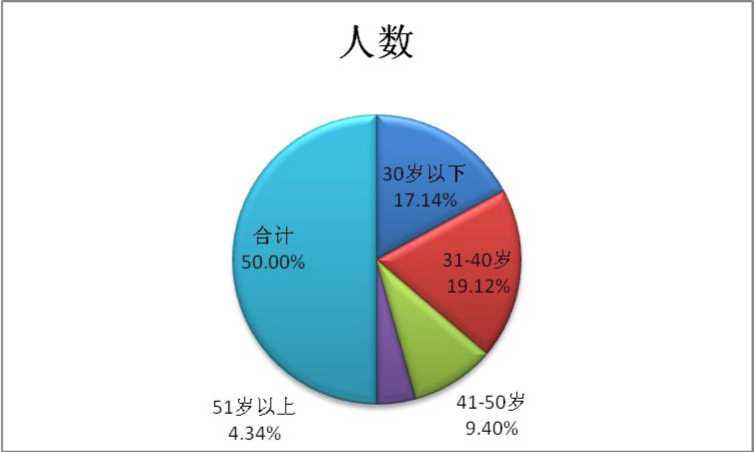 人数
30岁以下
17.14%
合计
50.00%
31-40岁
19.12%
51岁以上
4.34%
41-50岁
9.40%